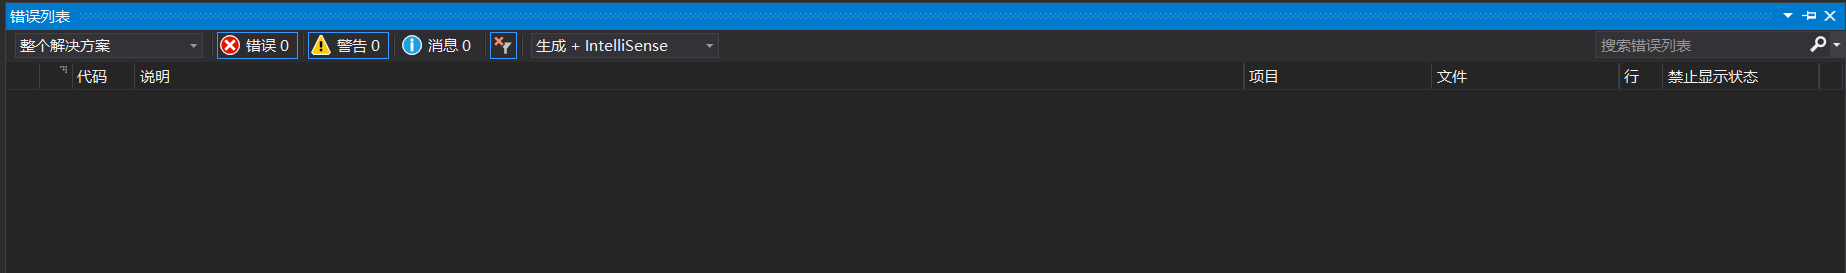 错误列表
整个解决方案 错误 0 警告 0 消息 0 生成 + IntelliSense 搜索错误列表
代码 说明 项目 文件 行 禁止显示状态